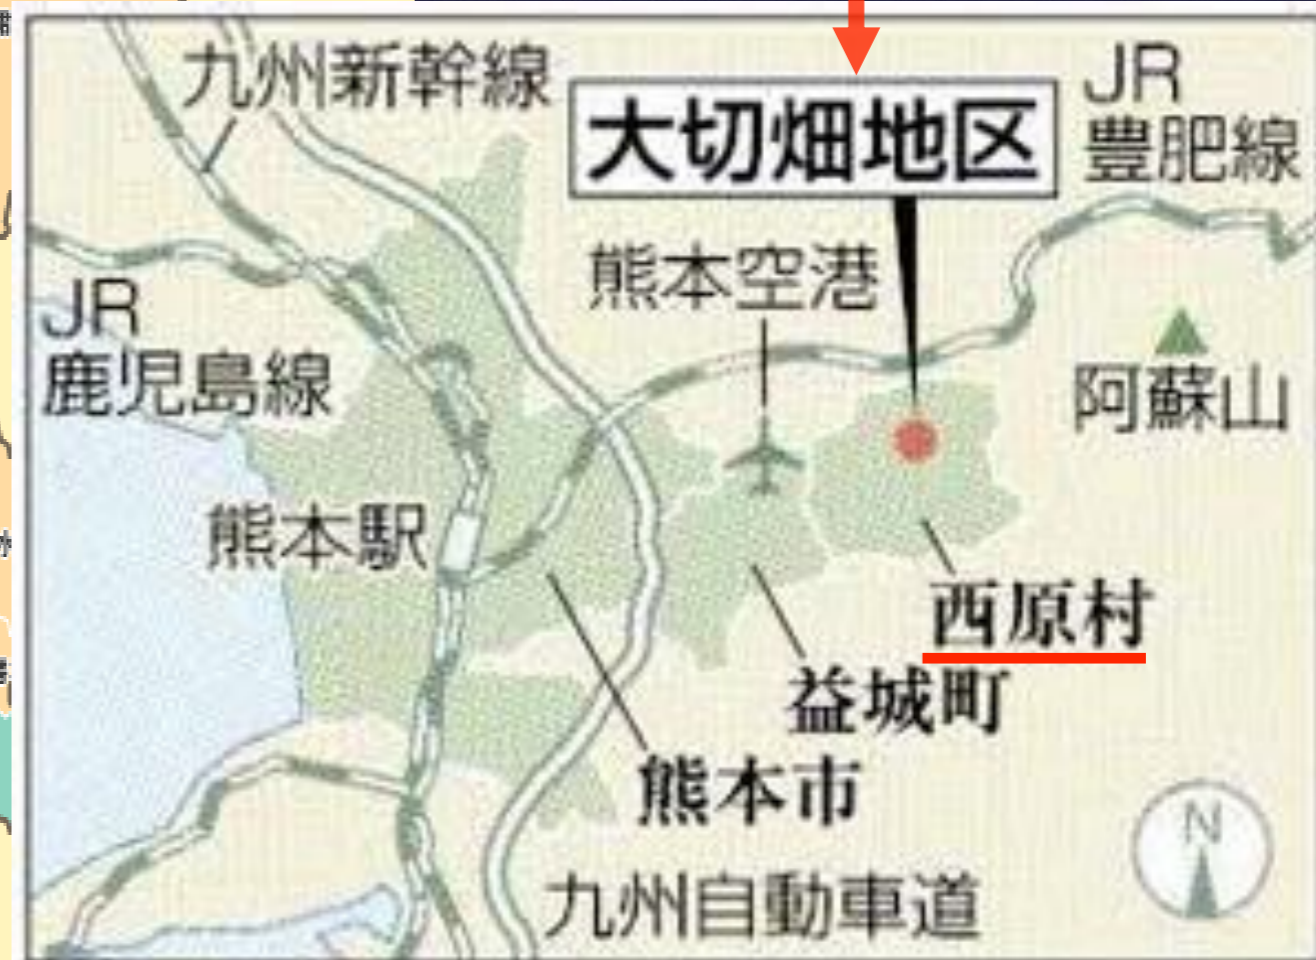 九州新幹線
大切畑地区
JR
豊肥線
熊本空港
JR
鹿児島線
阿蘇山
熊本駅
西原村
益城町
熊本市
N
九州自動車道